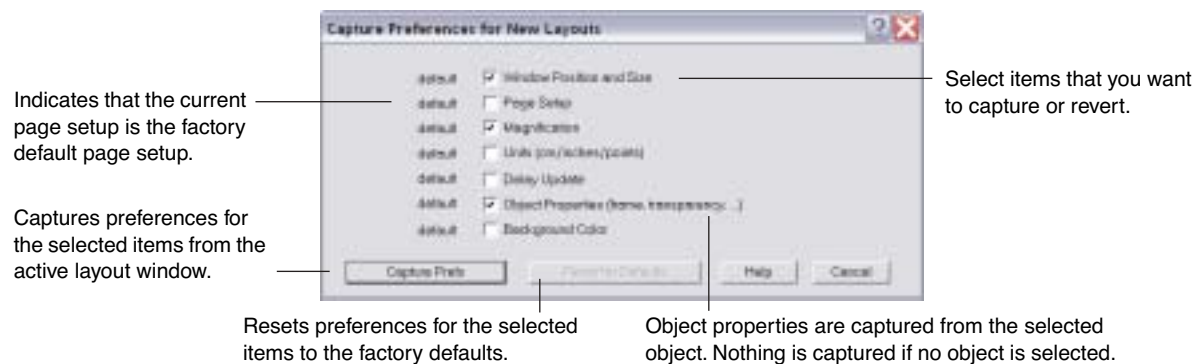 Capture Preferences for New Layouts
default Window Position and Size
default Page Setup
default Magnification
default Units (cm/inches/points)
default Delay Update
default Object Properties (frame, transparency, ...)
default Background Color
Capture Prefs Revert to Defaults Help Cancel
Indicates that the current
page setup is the factory
default page setup.
Captures preferences for
the selected items from the
active layout window.
Select items that you want
to capture or revert.
Resets preferences for the selected
items to the factory defaults.
Object properties are captured from the selected
object. Nothing is captured if no object is selected.